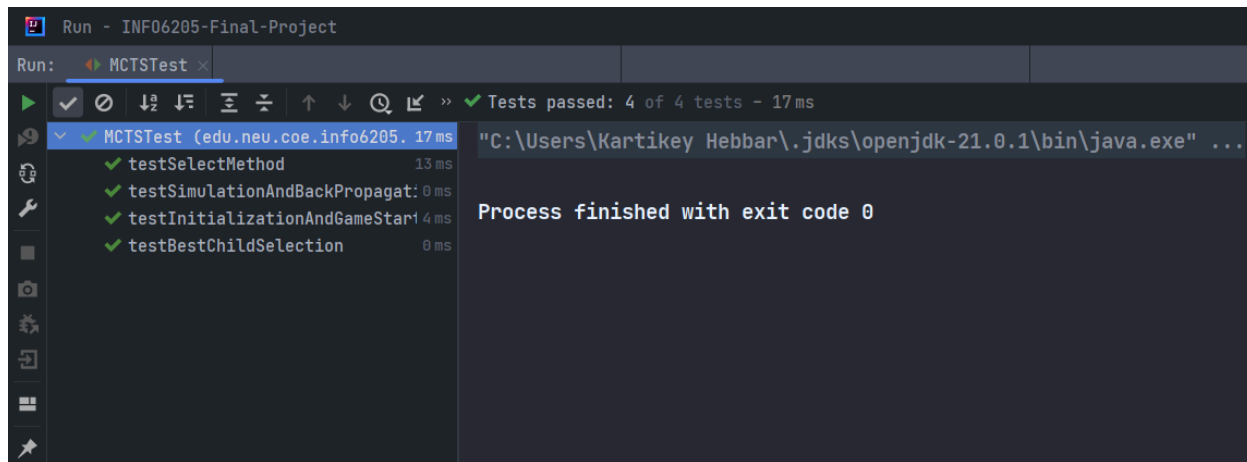 Run - INFO6205-Final-Project
Run: MCTSTest
Tests passed: 4 of 4 tests – 17 ms
MCTSTest (edu.neu.coe.info6205. 17 ms
testSelectMethod 13 ms
testSimulationAndBackPropagati 0 ms
testInitializationAndGameStart 4 ms
testBestChildSelection 0 ms
"C:\Users\Kartikey Hebbar\.jdks\openjdk-21.0.1\bin\java.exe" ...
Process finished with exit code 0